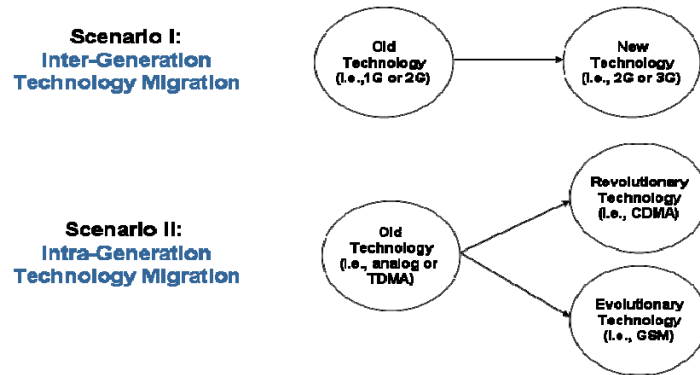 Scenario I:
Inter-Generation
Technology Migration
Old
Technology
(i.e.,1G or 2G)
New
Technology
(i.e., 2G or 3G)
Scenario II:
Intra-Generation
Technology Migration
Old
Technology
(i.e., analog or
TDMA)
Revolutionary
Technology
(i.e., CDMA)
Evolutionary
Technology
(i.e., GSM)